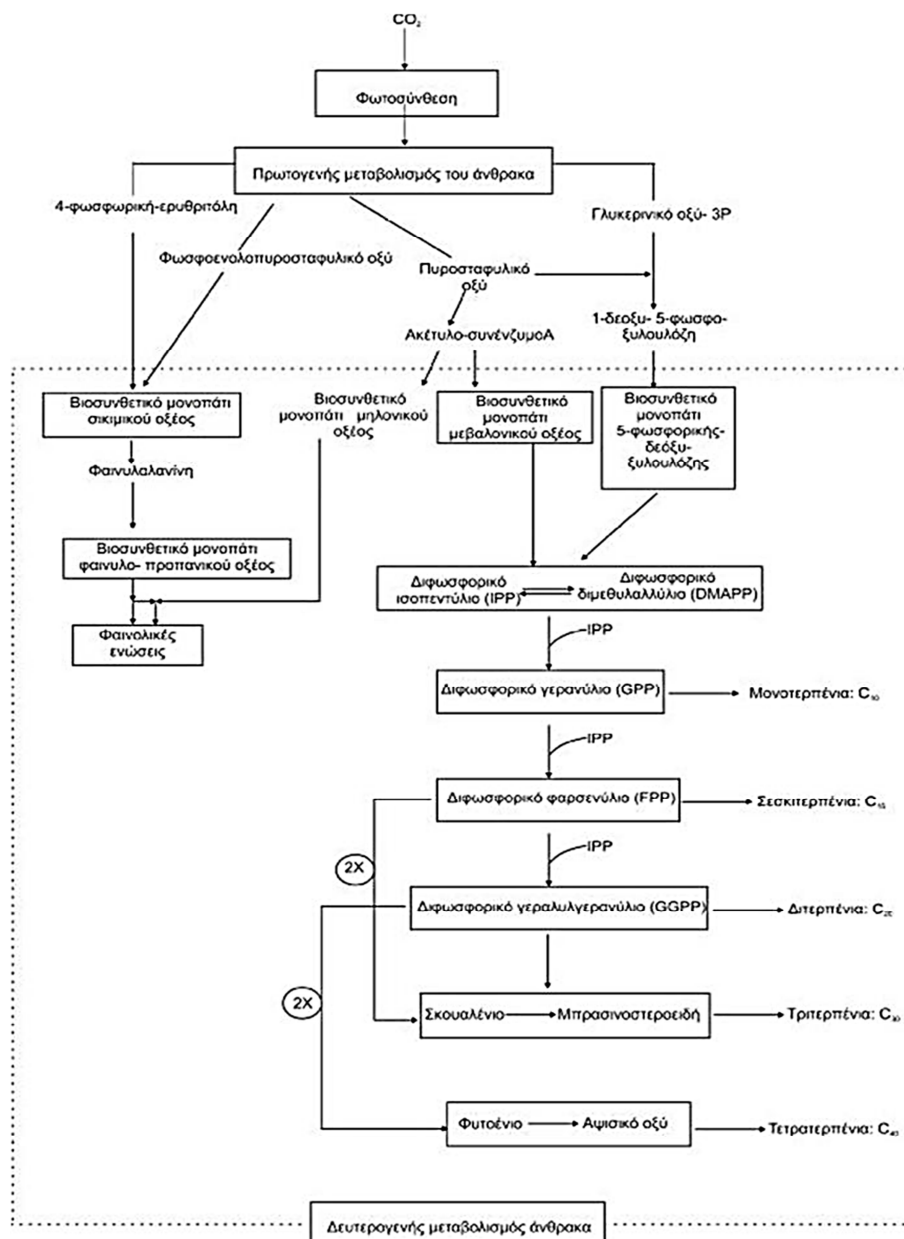 CO₂
Φωτοσύνθεση
Πρωτογενής μεταβολισμός του άνθρακα
4-φωσφωρική-ερυθριτόλη
Γλυκερινικό οξύ- 3P
Φωσφοενολοπυροσταφυλικό οξύ
Πυροσταφυλικό
οξύ
1-δεοξυ- 5-φωσφο-
ξυλουλόζη
Ακέτυλο-συνένζυμοΑ
Βιοσυνθετικό μονοπάτι
σικιμικού οξέος
Βιοσυνθετικό
μονοπάτι μηλονικού
οξέος
Βιοσυνθετικό
μονοπάτι
μεβαλονικού οξέος
Βιοσυνθετικό
μονοπάτι
5-φωσφορικής-
δεόξυ-
ξυλουλόζης
Φαινυλαλανίνη
Βιοσυνθετικό μονοπάτι
φαινυλο- προπανικού οξέος
Φαινολικές
ενώσεις
Διφωσφορικό
ισοπεντύλιο (IPP)
Διφωσφορικό
διμεθυλαλλύλιο (DMAPP)
IPP
Διφωσφορικό γερανύλιο (GPP)
Μονοτερπένια: C₁₀
IPP
Διφωσφορικό φαρσενύλιο (FPP)
Σεσκιτερπένια: C₁₅
IPP
2X
Διφωσφορικό γεραλυλγερανύλιο (GGPP)
Διτερπένια: C₂₀
2X
Σκουαλένιο
Μπρασινοστεροειδή
Τριτερπένια: C₃₀
Φυτοένιο
Αψισικό οξύ
Τετρατερπένια: C₄₀
Δευτερογενής μεταβολισμός άνθρακα